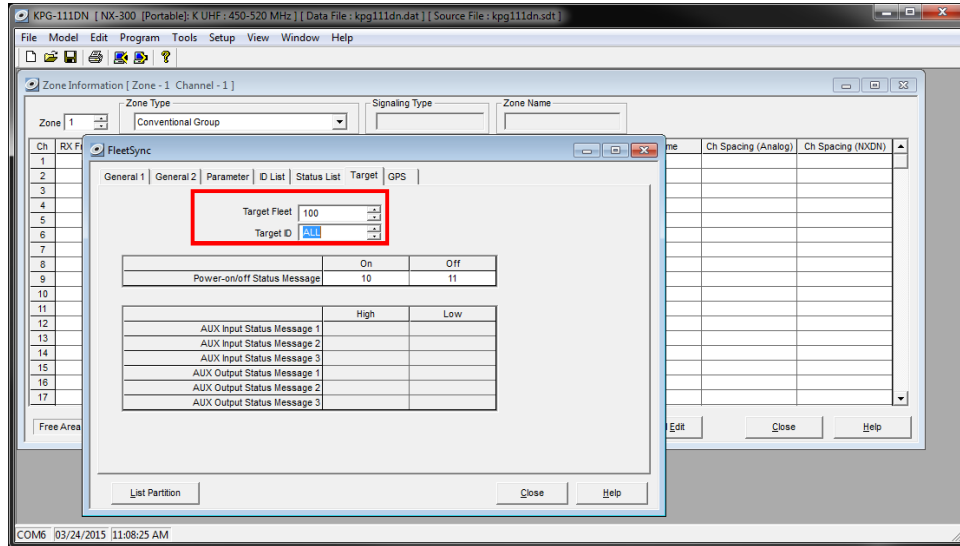 KPG-111DN [ NX-300 [Portable]: K UHF : 450-520 MHz ] [ Data File : kpg111dn.dat ] [ Source File : kpg111dn.sdt ]
File Model Edit Program Tools Setup View Window Help
Zone Information [ Zone - 1 Channel - 1 ]
Zone 1
Zone Type
Conventional Group
Signaling Type
Zone Name
Ch RX Ch Spacing (Analog) Ch Spacing (NXDN)
1
2
3
4
5
6
7
8
9
10
11
12
13
14
15
16
17
FleetSync
General 1 General 2 Parameter ID List Status List Target GPS
Target Fleet 100
Target ID ALL
On Off
Power-on/off Status Message 10 11
High Low
AUX Input Status Message 1
AUX Input Status Message 2
AUX Input Status Message 3
AUX Output Status Message 1
AUX Output Status Message 2
AUX Output Status Message 3
List Partition Close Help
Free Area Edit Close Help
COM6 03/24/2015 11:08:25 AM